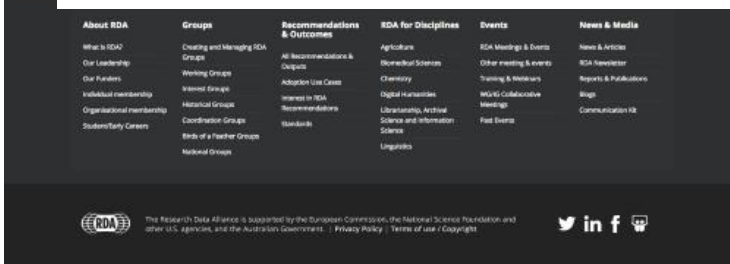 About RDA
What is RDA?
Our Leadership
Our Funders
Individual membership
Organisational membership
Student/Early Careers
Groups
Creating and Managing RDA
Groups
Working Groups
Interest Groups
Historical Groups
Coordination Groups
Birds of a Feather Groups
National Groups
Recommendations
& Outcomes
All Recommendations &
Outputs
Adoption Use Cases
Interest in RDA
Recommendations
Standards
RDA for Disciplines
Agriculture
Biomedical Sciences
Chemistry
Digital Humanities
Librarianship, Archival
Science and Information
Science
Linguistics
Events
RDA Meetings & Events
Other meeting & events
Training & Webinars
WG/IG Collaborative
Meetings
Past Events
News & Media
News & Articles
RDA Newsletter
Reports & Publications
Blogs
Communication Kit
RDA
The Research Data Alliance is supported by the European Commission, the National Science Foundation and
other U.S. agencies, and the Australian Government. | Privacy Policy | Terms of use / Copyright